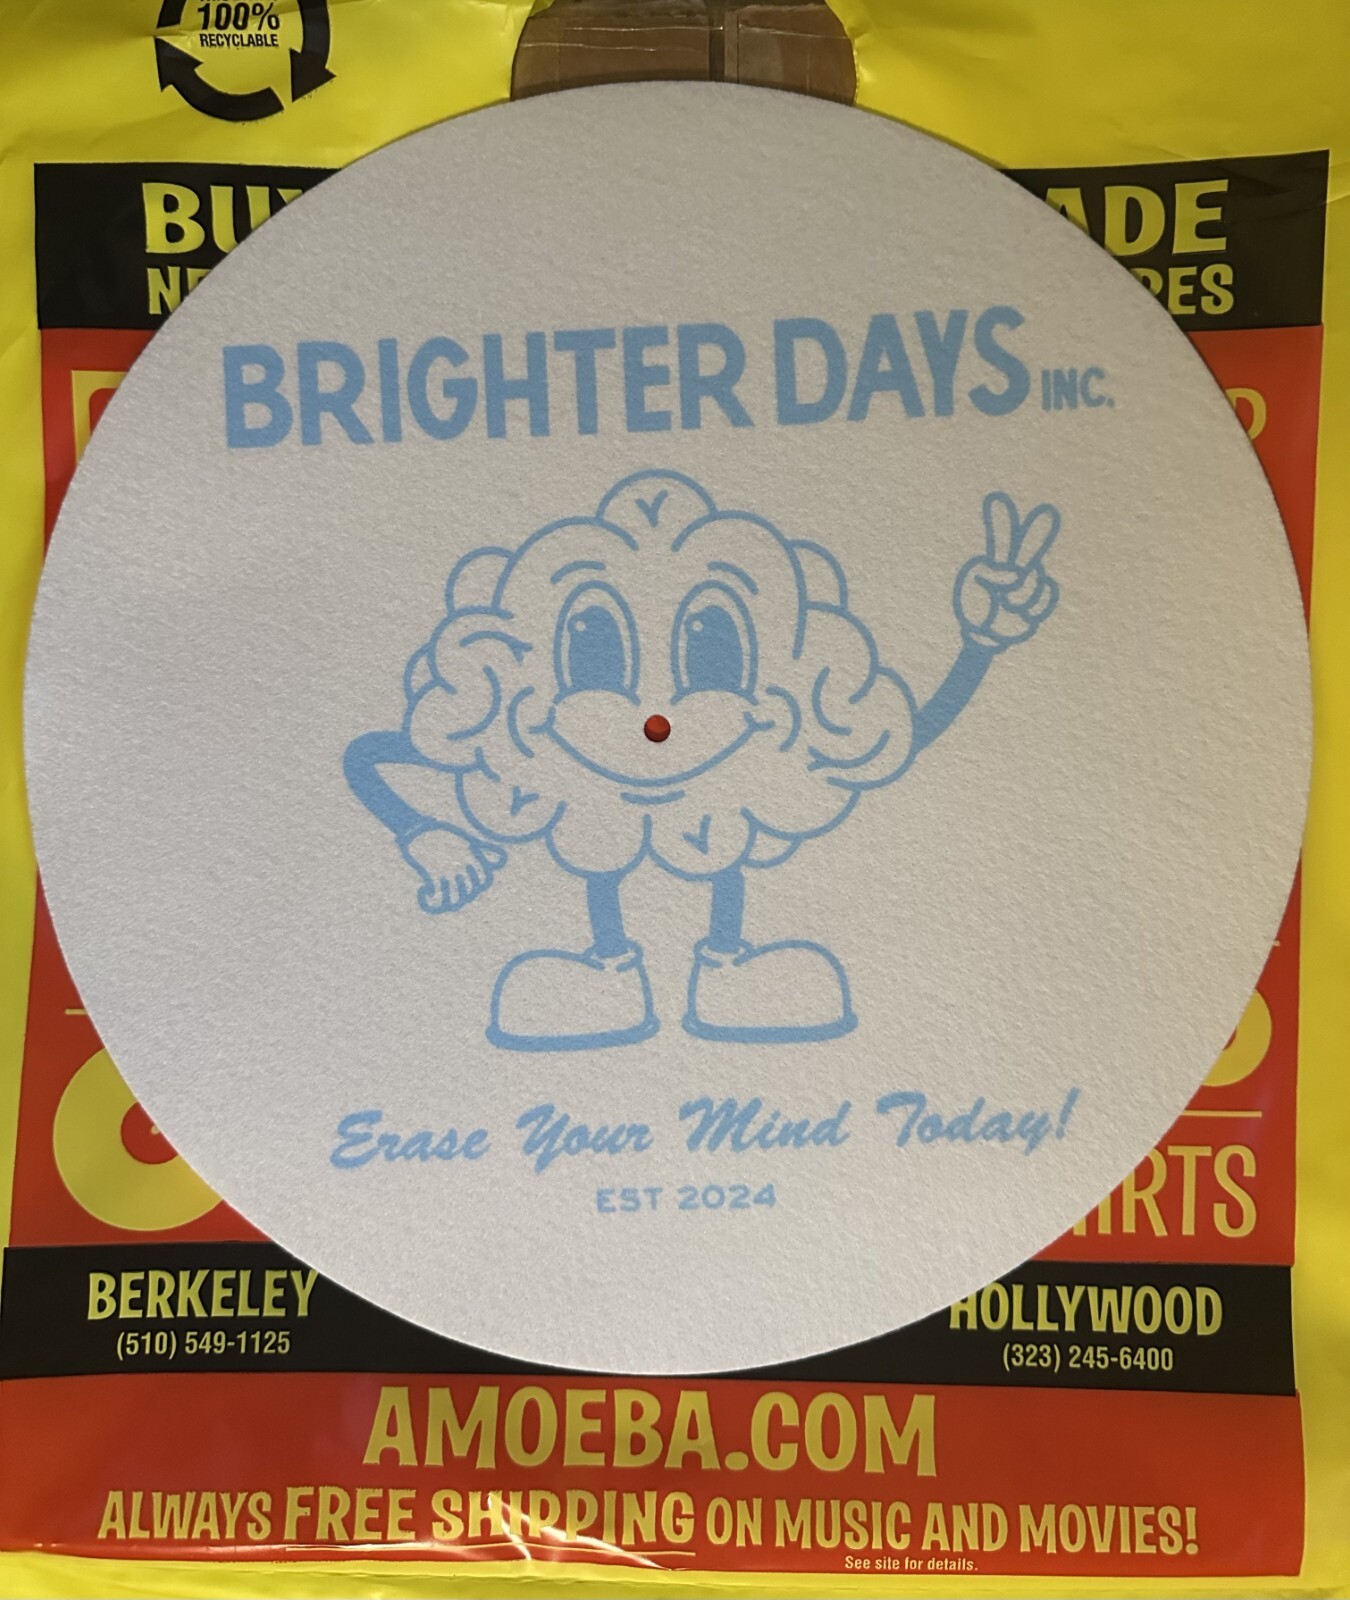 100%
RECYCLABLE
BRIGHTER DAYS INC.
Erase Your Mind Today!
EST 2024
BERKELEY
(510) 549-1125
HOLLYWOOD
(323) 245-6400
AMOEBA.COM
ALWAYS FREE SHIPPING ON MUSIC AND MOVIES!
See site for details.